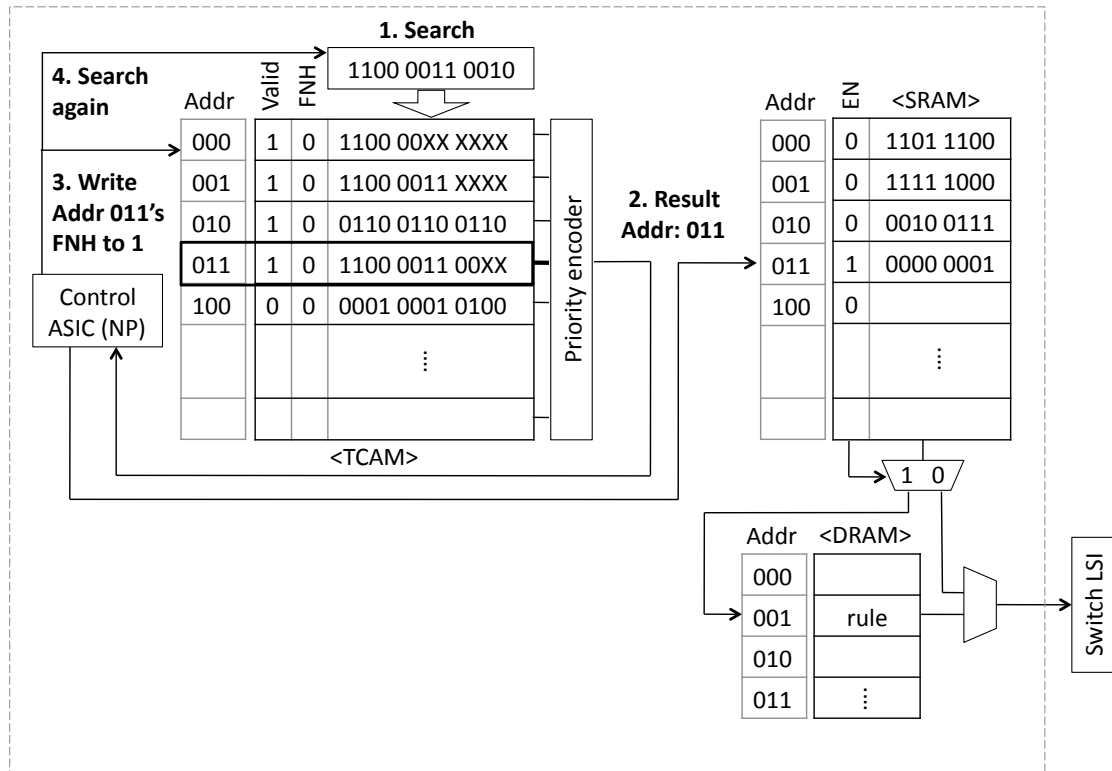 1. Search
1100 0011 0010
4. Search
again
3. Write
Addr 011's
FNH to 1
Control
ASIC (NP)
Addr Valid FNH
000 1 0 1100 00XX XXXX
001 1 0 1100 0011 XXXX
010 1 0 0110 0110 0110
011 1 0 1100 0011 00XX
100 0 0 0001 0001 0100
⁞
<TCAM>
Priority encoder
2. Result
Addr: 011
Addr EN <SRAM>
000 0 1101 1100
001 0 1111 1000
010 0 0010 0111
011 1 0000 0001
100 0
⁞
1 0
Addr <DRAM>
000
001 rule
010
011 ⁞
Switch LSI